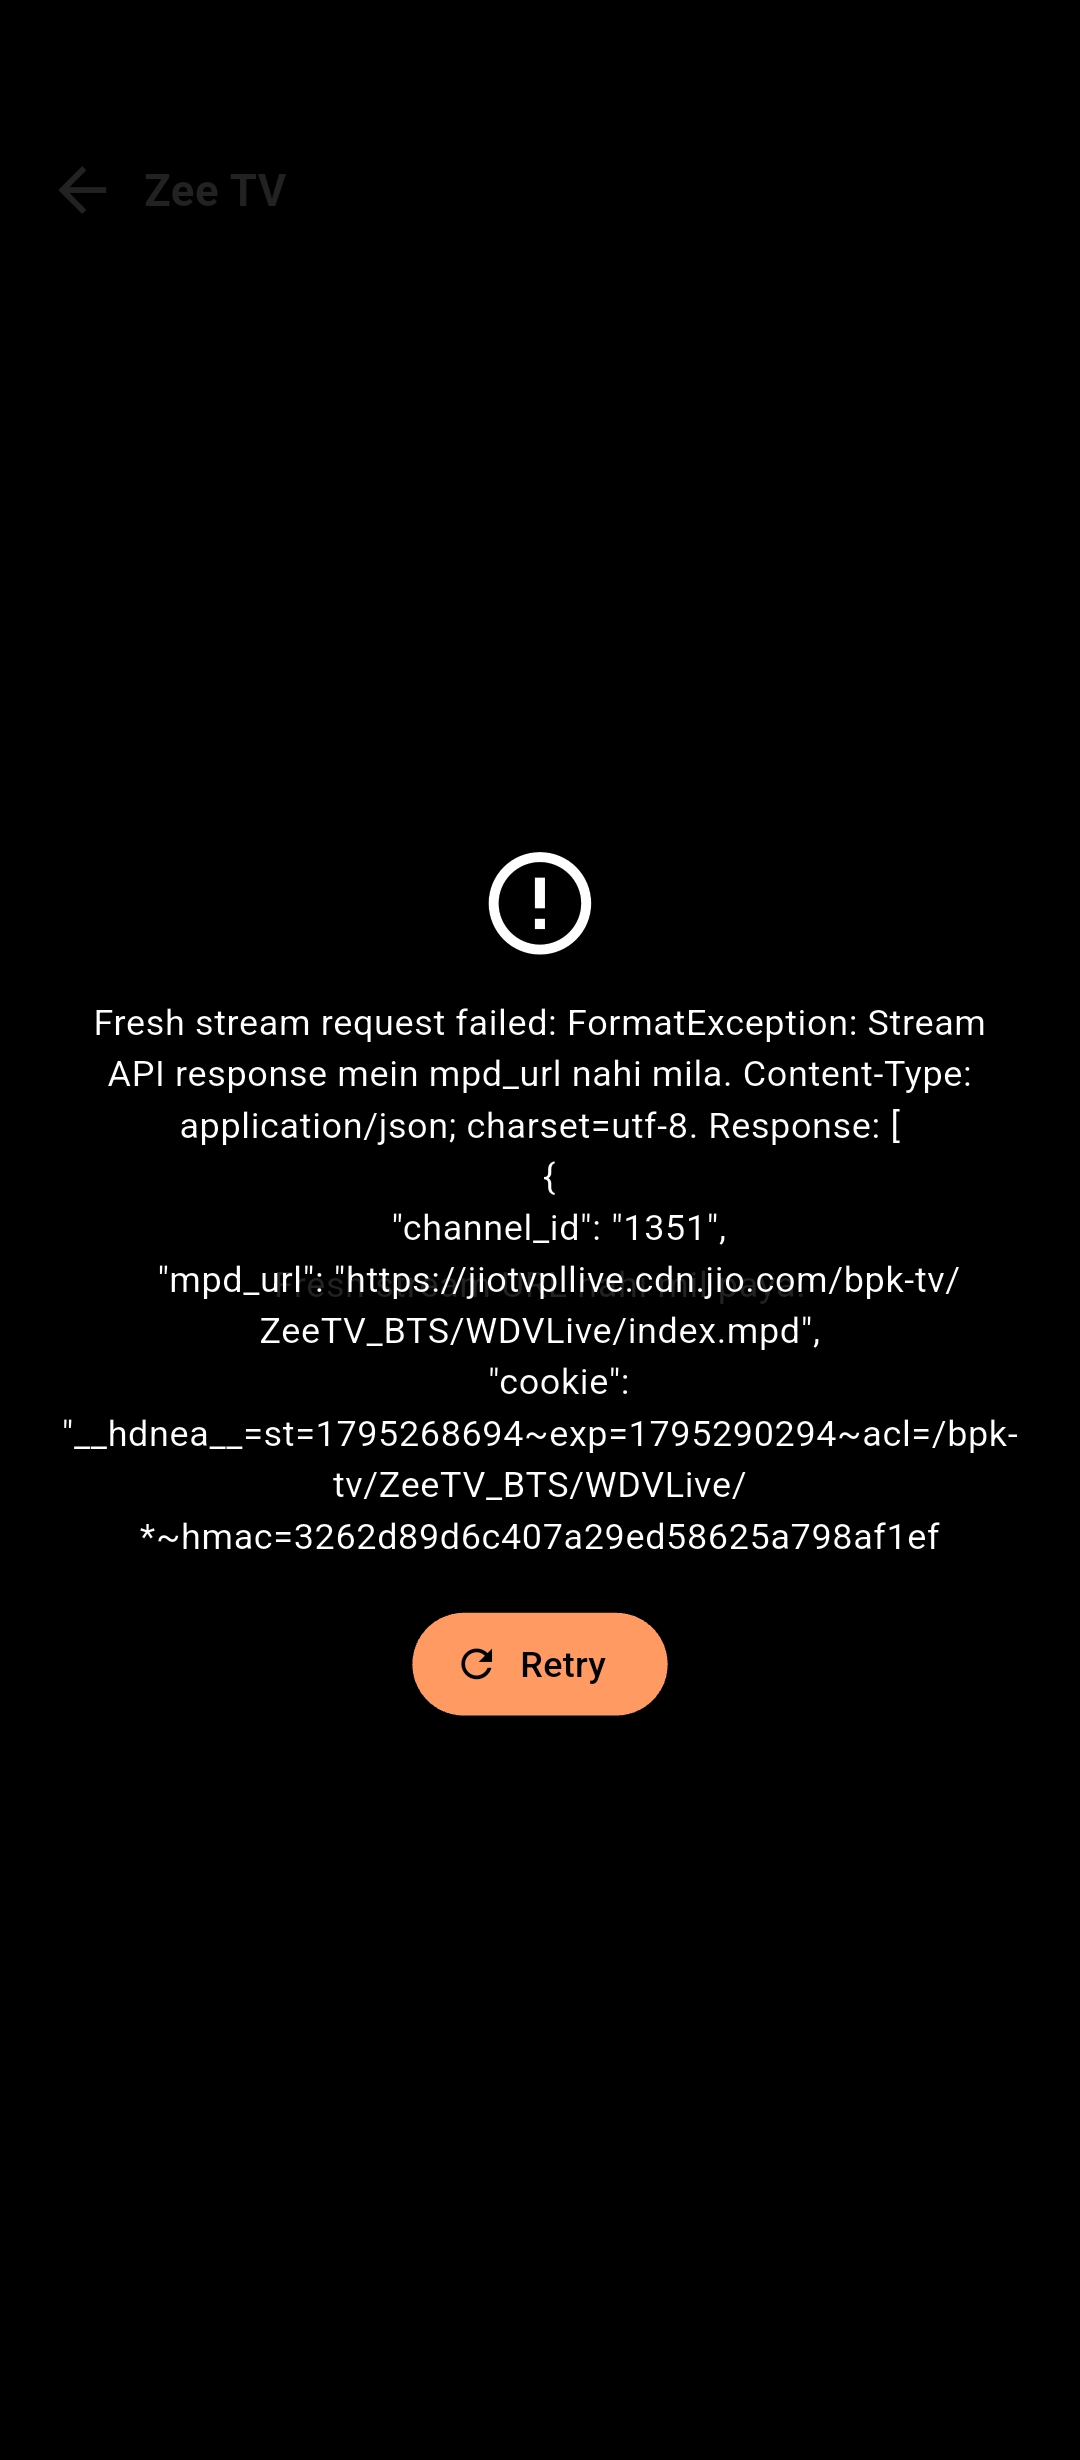 Zee TV
Fresh stream request failed: FormatException: Stream
API response mein mpd_url nahi mila. Content-Type:
application/json; charset=utf-8. Response: [
{
"channel_id": "1351",
"mpd_url": "https://jiotvpllive.cdn.jio.com/bpk-tv/
ZeeTV_BTS/WDVLive/index.mpd",
"cookie":
"__hdnea__=st=1795268694~exp=1795290294~acl=/bpk-
tv/ZeeTV_BTS/WDVLive/
*~hmac=3262d89d6c407a29ed58625a798af1ef
Retry